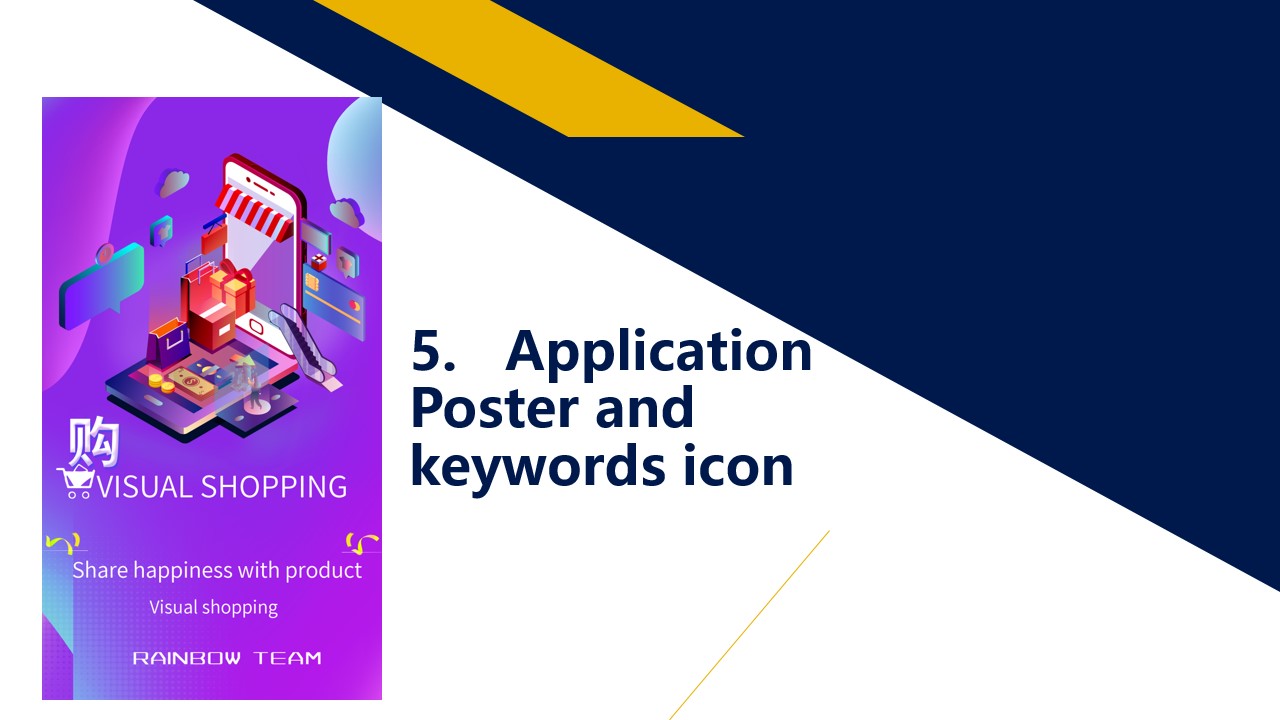 购
VISUAL SHOPPING
Share happiness with product
Visual shopping
RAINBOW TEAM
5. Application
Poster and
keywords icon